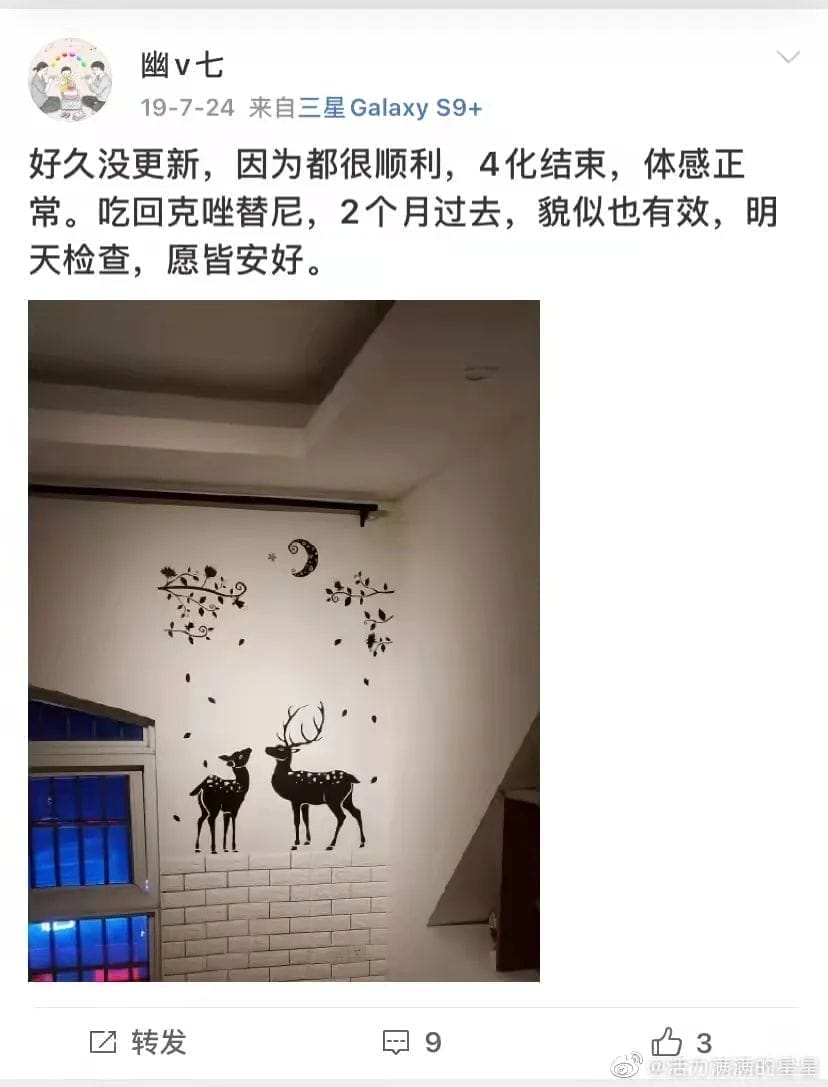 幽v七
19-7-24 来自三星Galaxy S9+
好久没更新，因为都很顺利，4化结束，体感正
常。吃回克唑替尼，2个月过去，貌似也有效，明
天检查，愿皆安好。
转发 9 3
@活力满满的星星